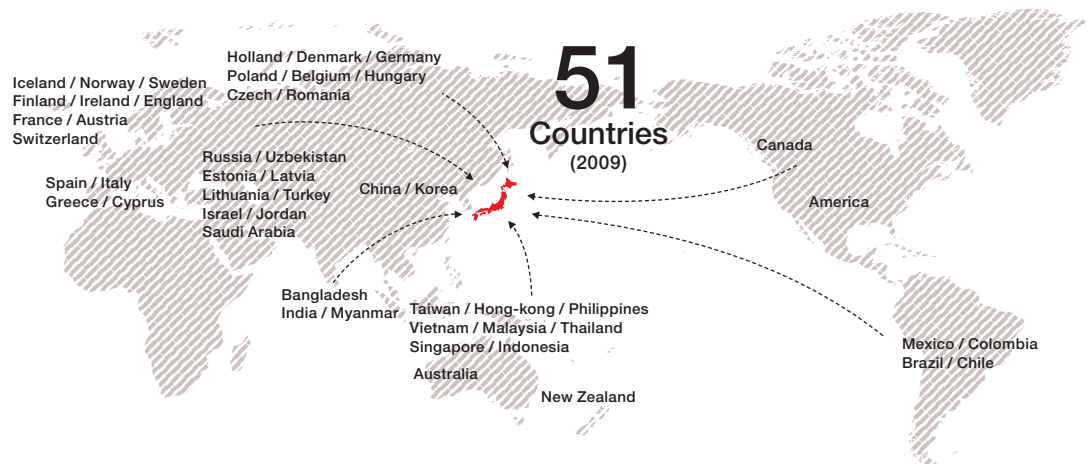 51
Countries
(2009)
Holland / Denmark / Germany
Poland / Belgium / Hungary
Czech / Romania
Iceland / Norway / Sweden
Finland / Ireland / England
France / Austria
Switzerland
Spain / Italy
Greece / Cyprus
Russia / Uzbekistan
Estonia / Latvia
Lithuania / Turkey
Israel / Jordan
Saudi Arabia
China / Korea
Canada
America
Bangladesh
India / Myanmar
Taiwan / Hong-kong / Philippines
Vietnam / Malaysia / Thailand
Singapore / Indonesia
Australia
New Zealand
Mexico / Colombia
Brazil / Chile